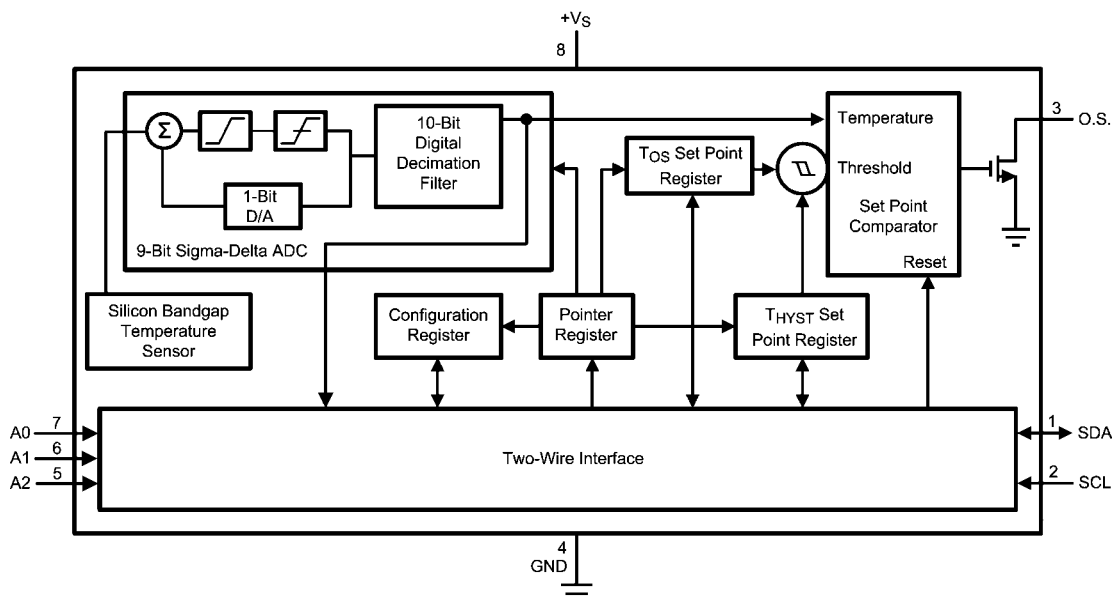 +VS
8
Σ
10-Bit
Digital
Decimation
Filter
1-Bit
D/A
9-Bit Sigma-Delta ADC
TOS Set Point
Register
Temperature
Threshold
Set Point
Comparator
Reset
3
O.S.
Silicon Bandgap
Temperature
Sensor
Configuration
Register
Pointer
Register
THYST Set
Point Register
A0
7
A1
6
A2
5
Two-Wire Interface
1
SDA
2
SCL
4
GND